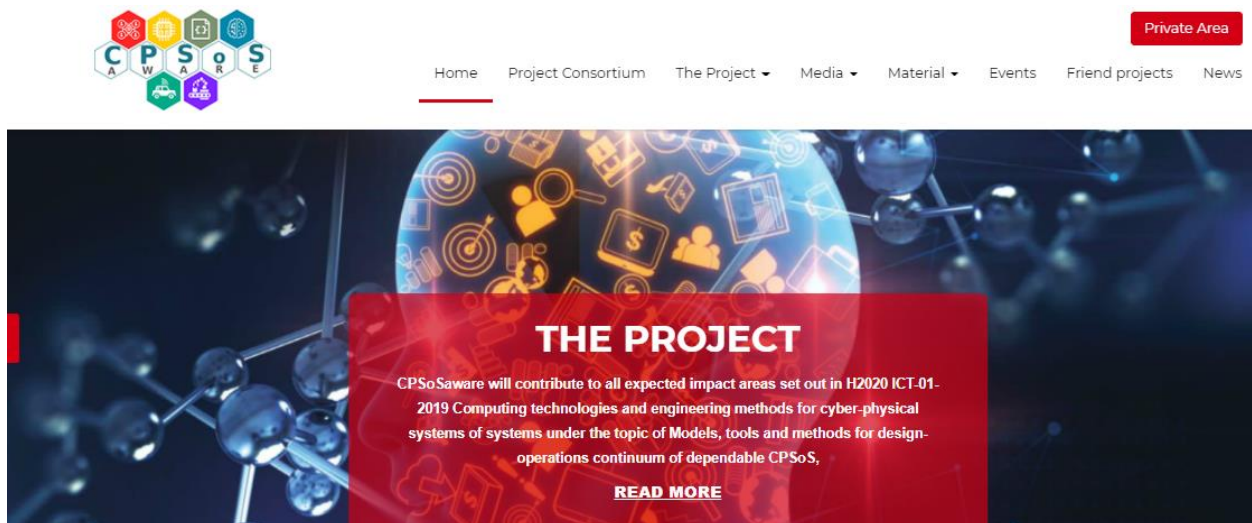 CPSoS
AWARE
Private Area
Home Project Consortium The Project Media Material Events Friend projects News
THE PROJECT
CPSoSaware will contribute to all expected impact areas set out in H2020 ICT-01-
2019 Computing technologies and engineering methods for cyber-physical
systems of systems under the topic of Models, tools and methods for design-
operations continuum of dependable CPSoS,
READ MORE